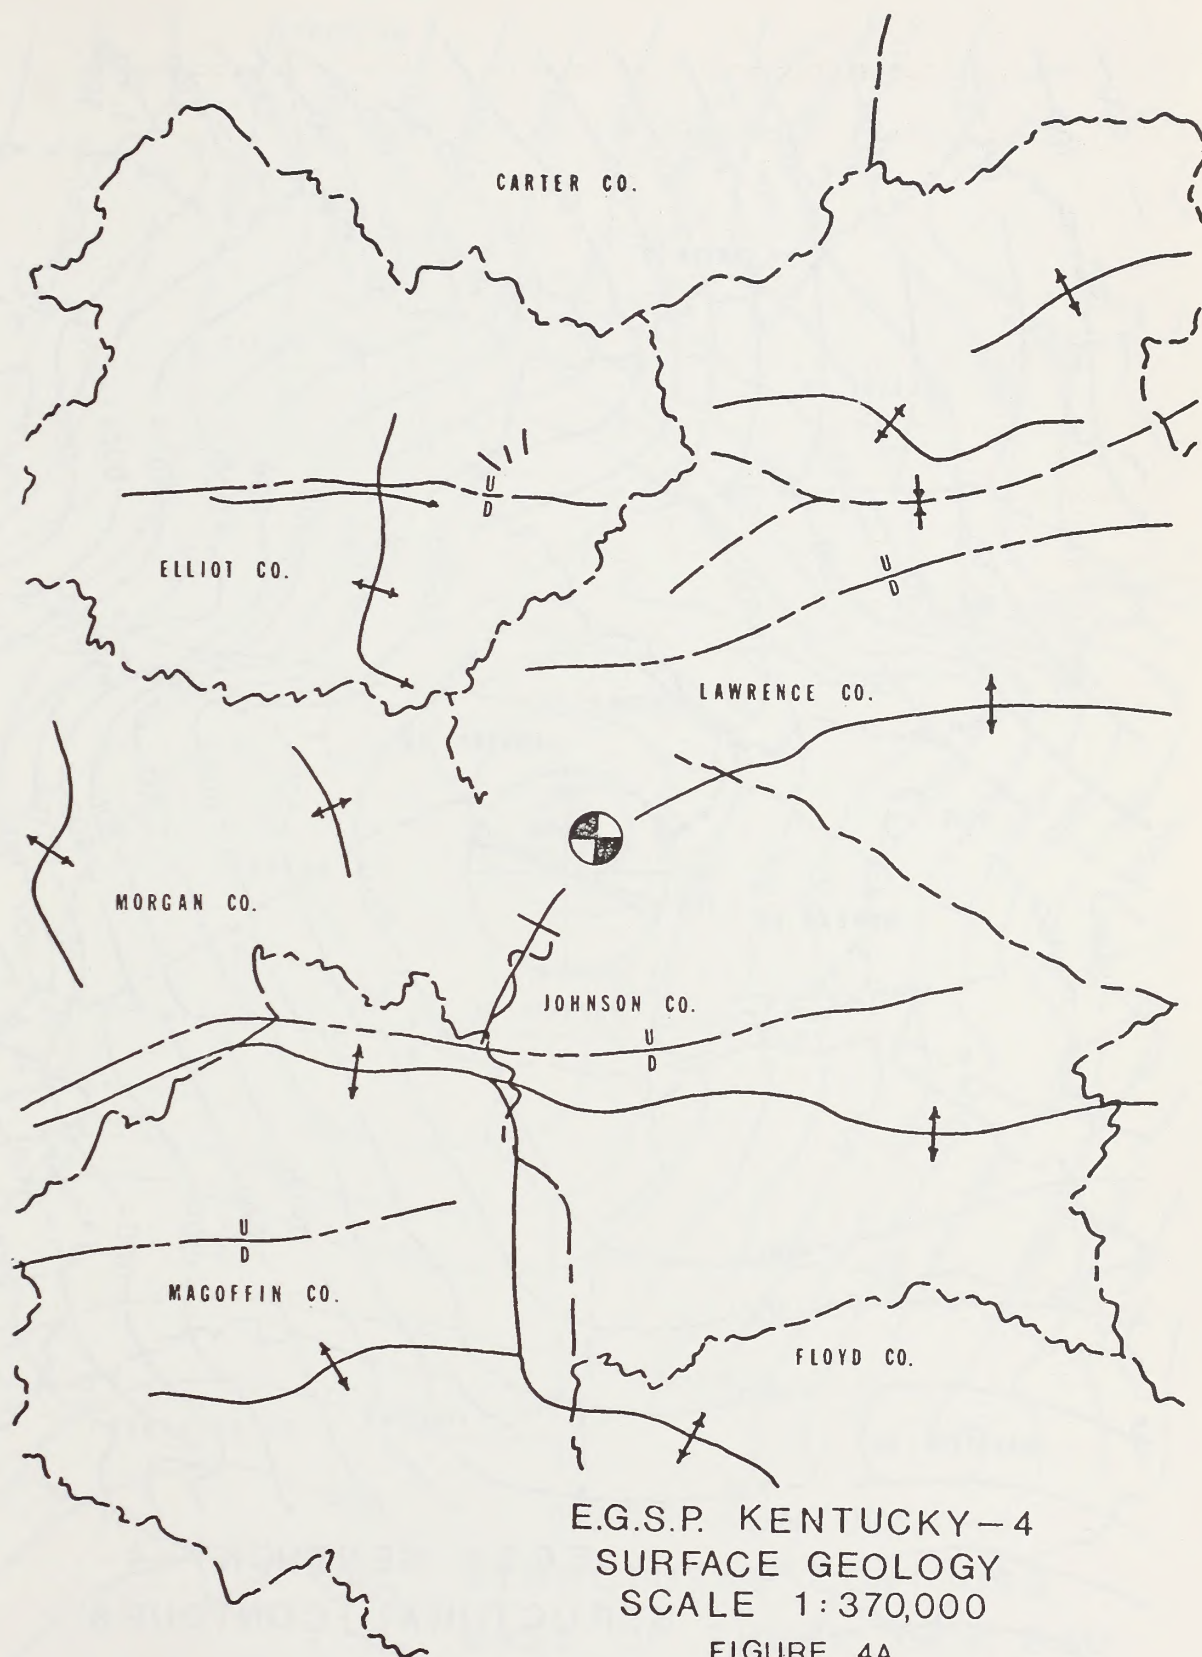 CARTER CO.
U
D
ELLIOT CO.
U
D
LAWRENCE CO.
MORGAN CO.
JOHNSON CO.
U
D
U
D
MAGOFFIN CO.
FLOYD CO.
E.G.S.P. KENTUCKY-4
SURFACE GEOLOGY
SCALE 1:370,000
FIGURE 4A